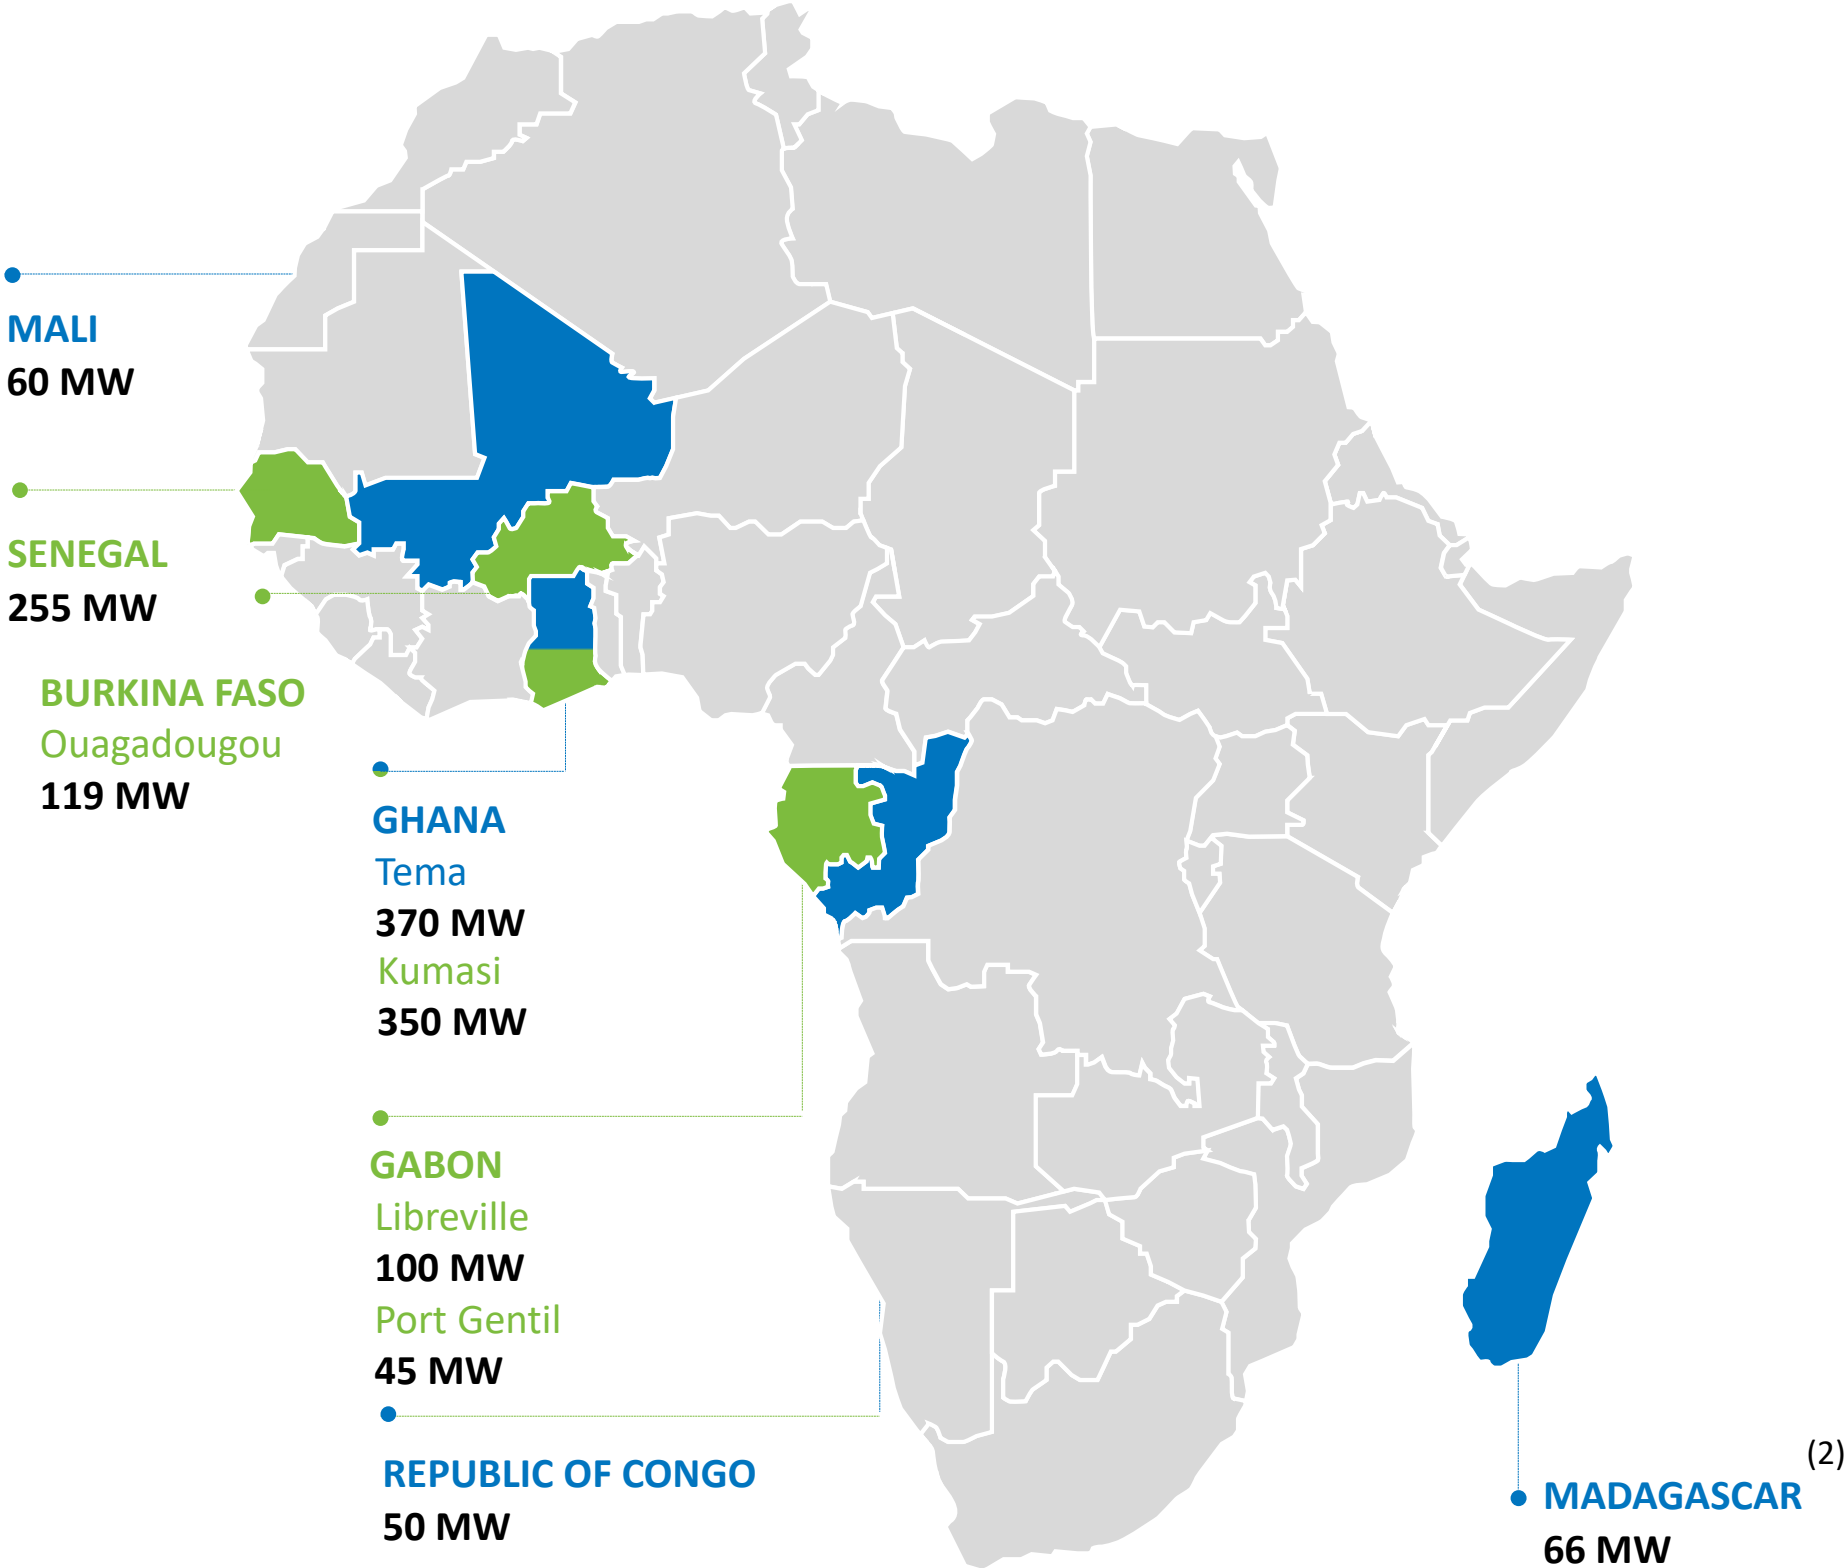 MALI
60 MW
SENEGAL
255 MW
BURKINA FASO
Ouagadougou
119 MW
GHANA
Tema
370 MW
Kumasi
350 MW
GABON
Libreville
100 MW
Port Gentil
45 MW
REPUBLIC OF CONGO
50 MW
(2)
MADAGASCAR
66 MW